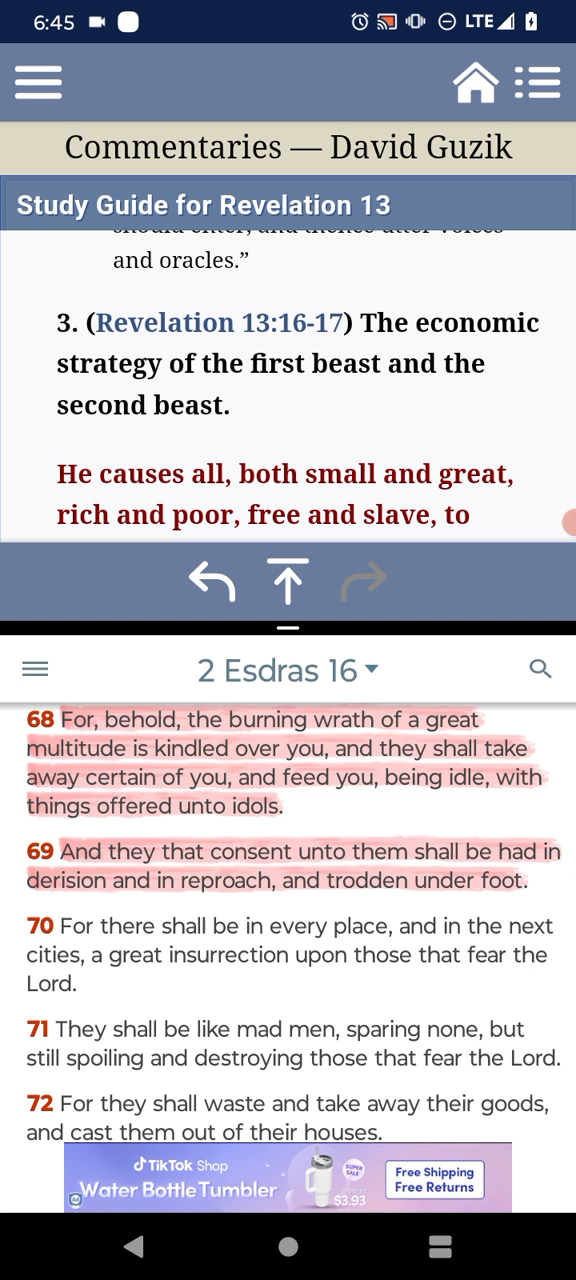 6:45
LTE
Commentaries — David Guzik
Study Guide for Revelation 13
should enter, and thence utter voices
and oracles.”
3. (Revelation 13:16-17) The economic
strategy of the first beast and the
second beast.
He causes all, both small and great,
rich and poor, free and slave, to
2 Esdras 16
68 For, behold, the burning wrath of a great
multitude is kindled over you, and they shall take
away certain of you, and feed you, being idle, with
things offered unto idols.
69 And they that consent unto them shall be had in
derision and in reproach, and trodden under foot.
70 For there shall be in every place, and in the next
cities, a great insurrection upon those that fear the
Lord.
71 They shall be like mad men, sparing none, but
still spoiling and destroying those that fear the Lord.
72 For they shall waste and take away their goods,
and cast them out of their houses.
TikTok Shop
Water Bottle Tumbler
SUPER
SALE
$3.93
Free Shipping
Free Returns
Ad